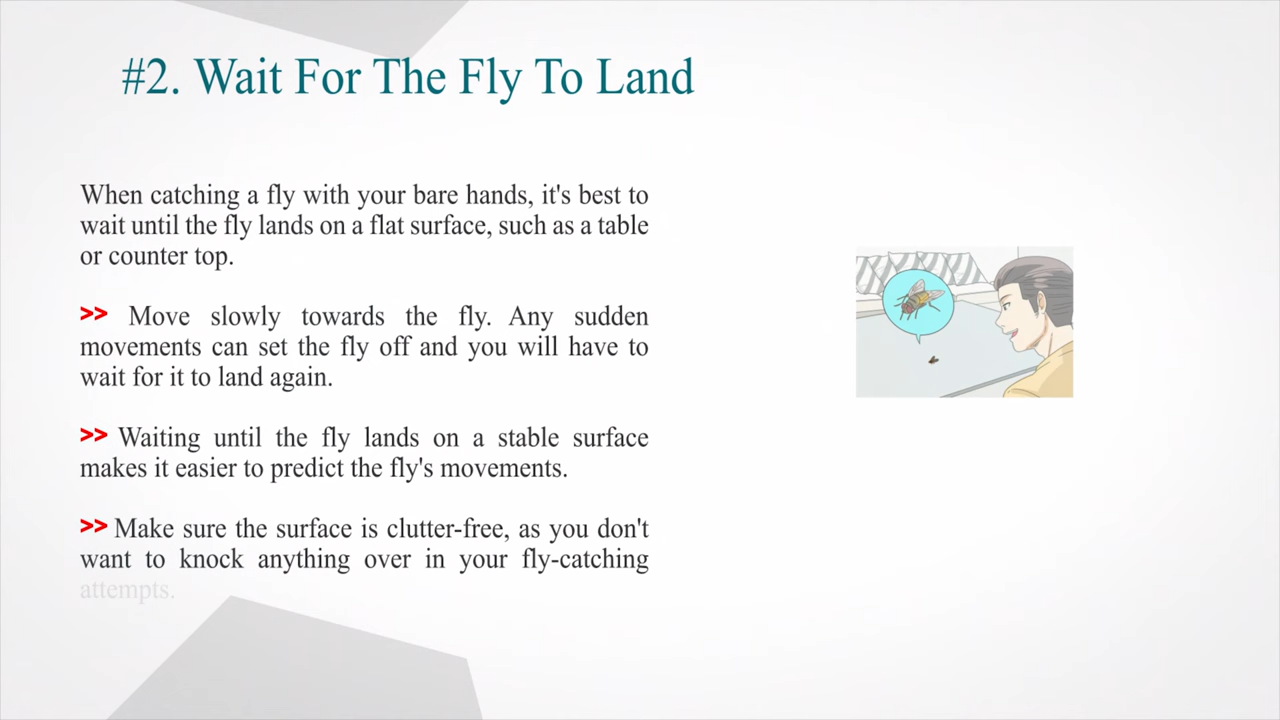 #2. Wait For The Fly To Land
When catching a fly with your bare hands, it's best to
wait until the fly lands on a flat surface, such as a table
or counter top.
>> Move slowly towards the fly. Any sudden
movements can set the fly off and you will have to
wait for it to land again.
>> Waiting until the fly lands on a stable surface
makes it easier to predict the fly's movements.
>> Make sure the surface is clutter-free, as you don't
want to knock anything over in your fly-catching
attempts.